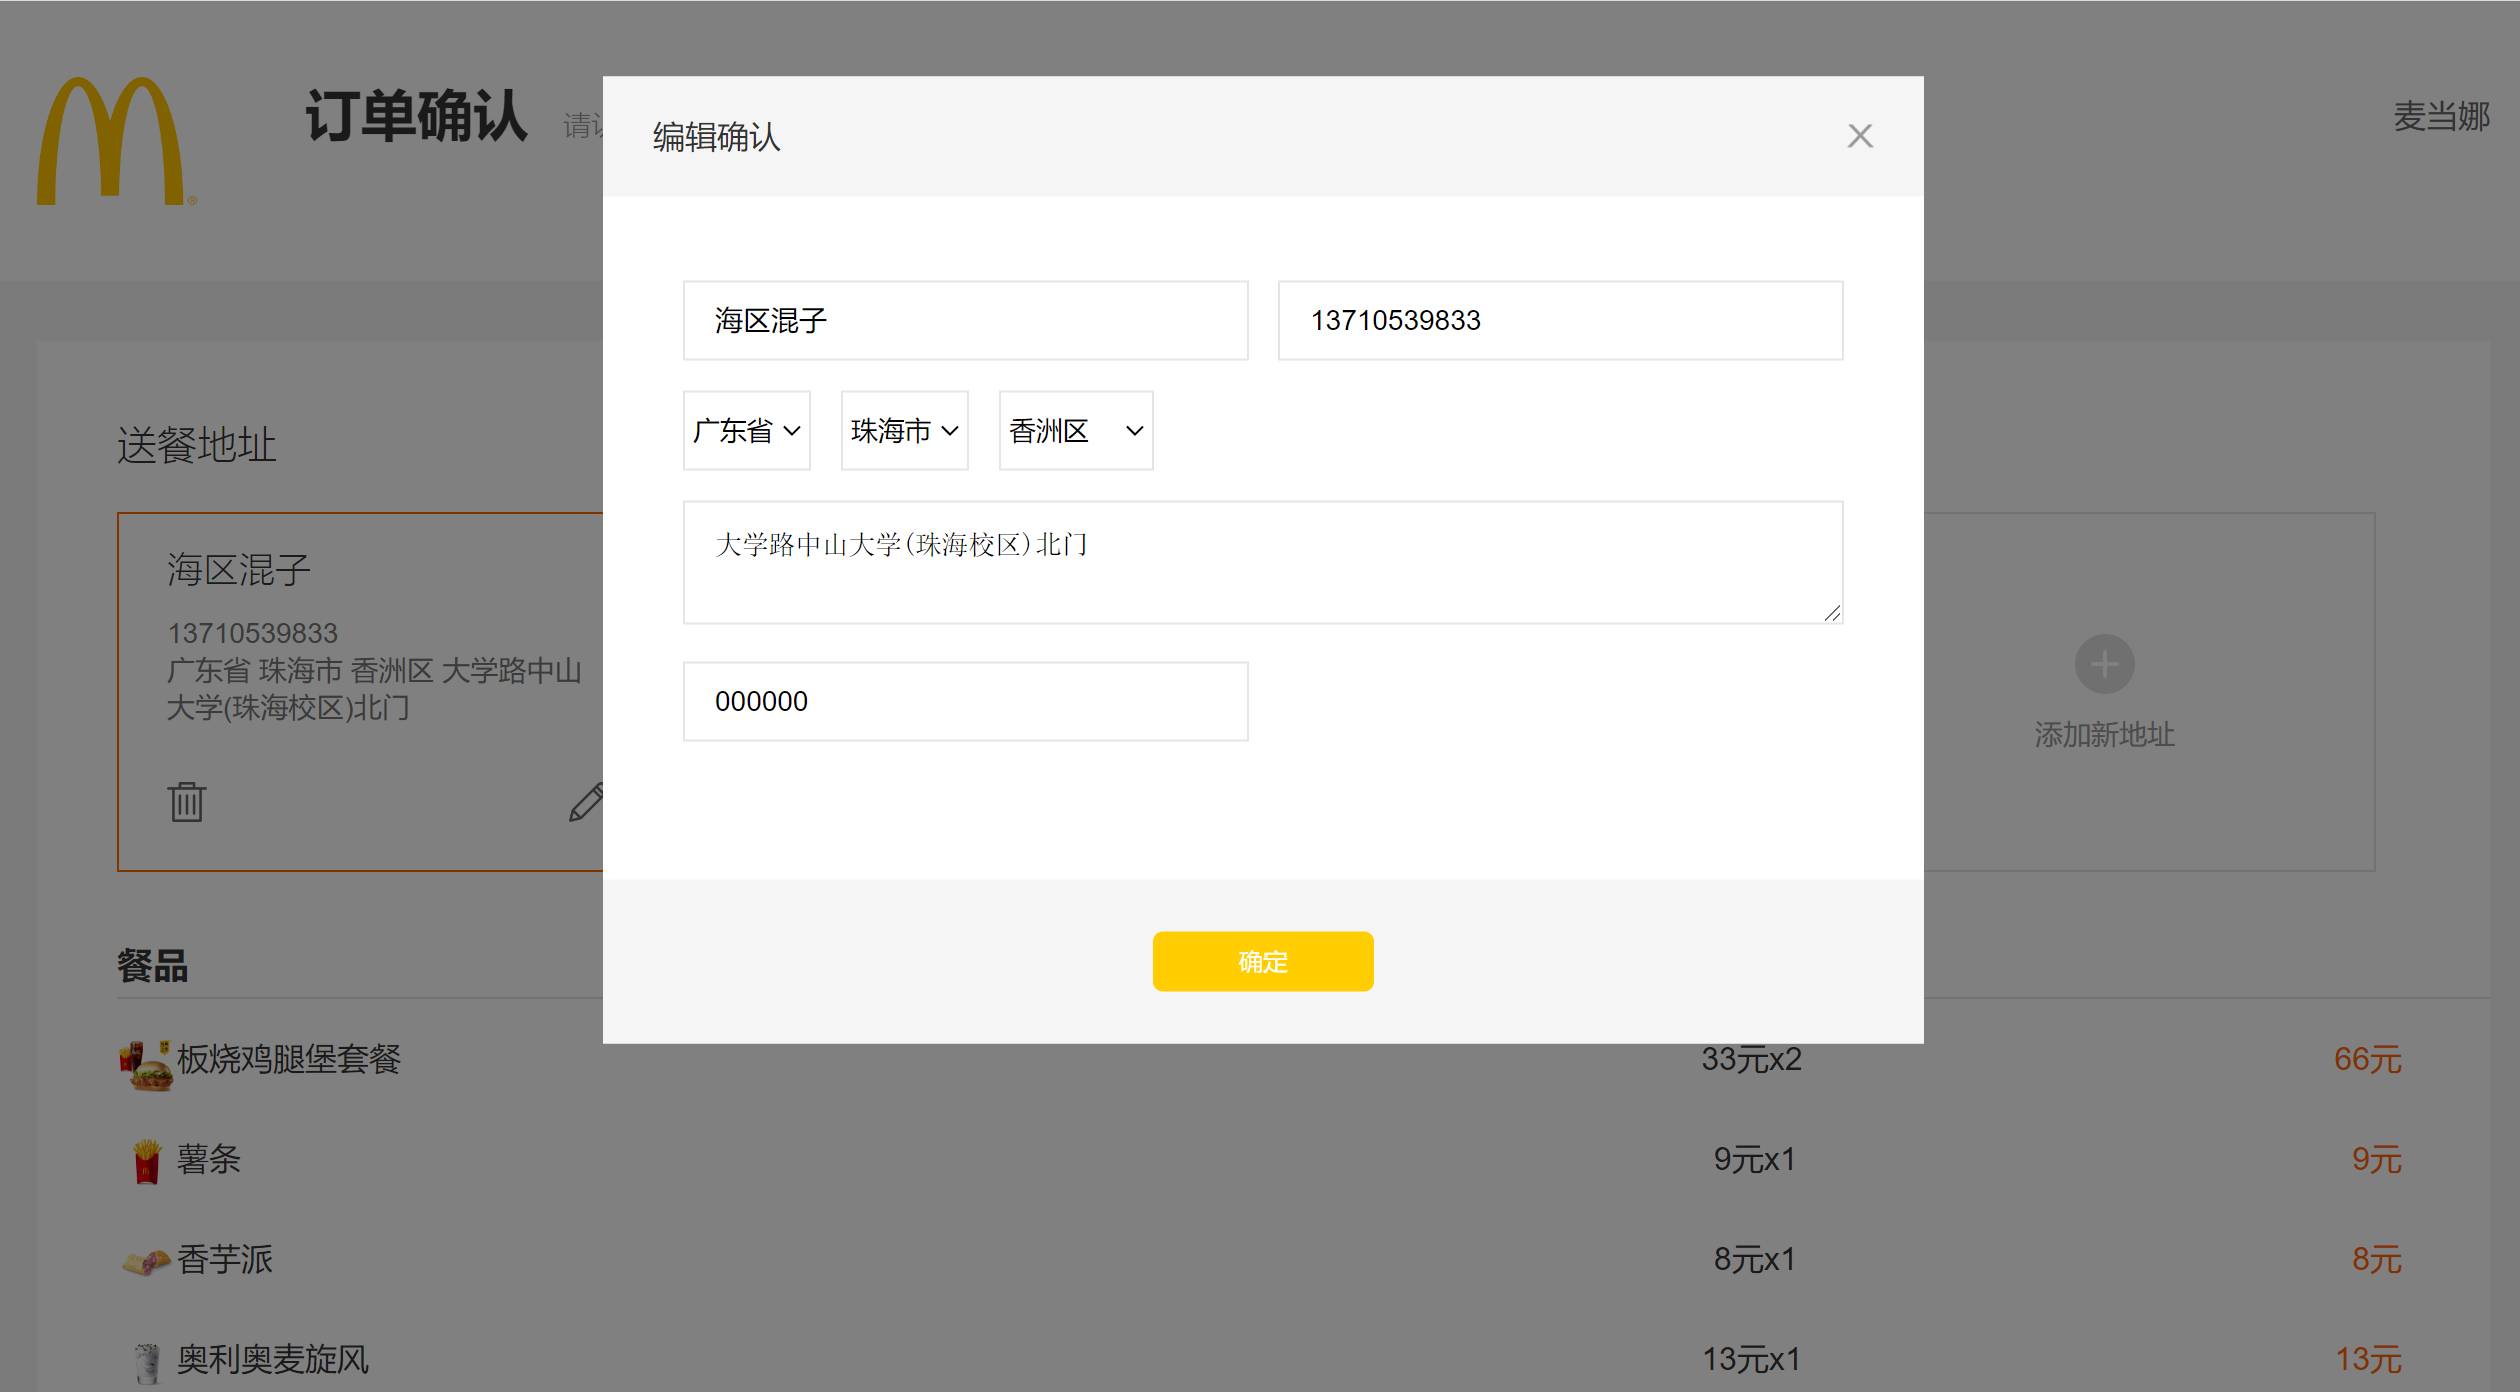 订单确认
请
麦当娜
编辑确认
海区混子
13710539833
广东省
珠海市
香洲区
大学路中山大学(珠海校区)北门
000000
确定
送餐地址
海区混子
13710539833
广东省 珠海市 香洲区 大学路中山
大学(珠海校区)北门
添加新地址
餐品
板烧鸡腿堡套餐
33元x2
66元
薯条
9元x1
9元
香芋派
8元x1
8元
奥利奥麦旋风
13元x1
13元